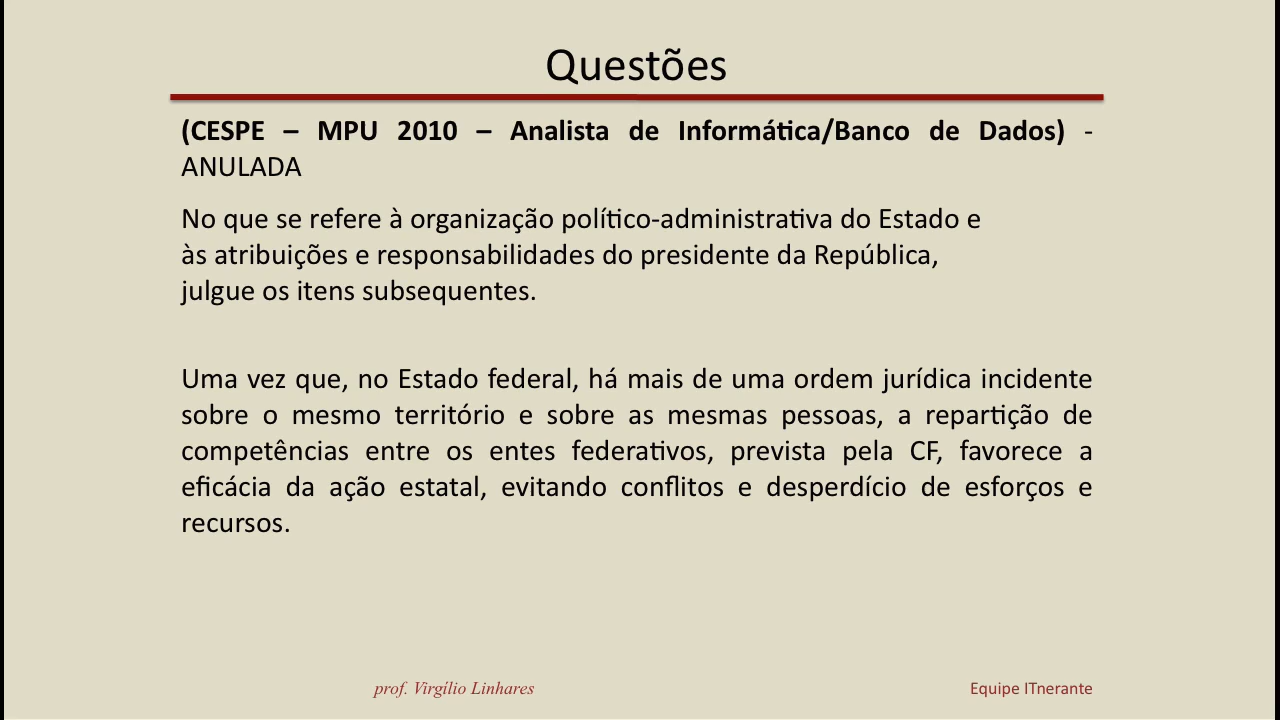 Questões
(CESPE – MPU 2010 – Analista de Informática/Banco de Dados) -
ANULADA
No que se refere à organização político-administrativa do Estado e
às atribuições e responsabilidades do presidente da República,
julgue os itens subsequentes.
Uma vez que, no Estado federal, há mais de uma ordem jurídica incidente
sobre o mesmo território e sobre as mesmas pessoas, a repartição de
competências entre os entes federativos, prevista pela CF, favorece a
eficácia da ação estatal, evitando conflitos e desperdício de esforços e
recursos.
prof. Virgílio Linhares
Equipe ITnerante